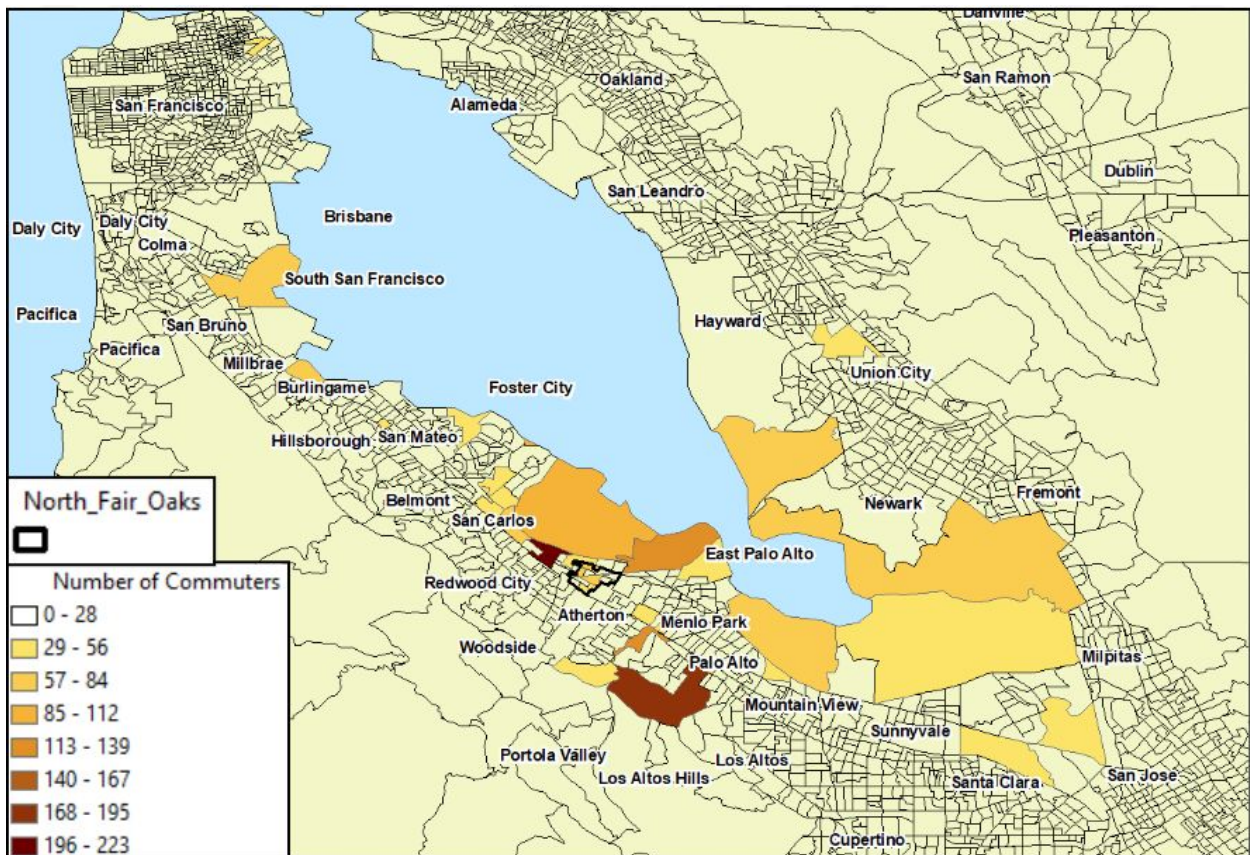 Danville
Oakland
San Ramon
San Francisco
Alameda
Dublin
San Leandro
Brisbane
Daly City
Daly City
Pleasanton
Colma
South San Francisco
Pacifica
Hayward
San Bruno
Pacifica
Millbrae
Union City
Burlingame
Foster City
Hillsborough
San Mateo
Fremont
Belmont
Newark
San Carlos
East Palo Alto
Redwood City
Atherton
Menlo Park
Woodside
Milpitas
Palo Alto
Mountain View
Sunnyvale
Portola Valley
Los Altos
Los Altos Hills
Santa Clara
San Jose
Cupertino
North_Fair_Oaks
Number of Commuters
0 - 28
29 - 56
57 - 84
85 - 112
113 - 139
140 - 167
168 - 195
196 - 223